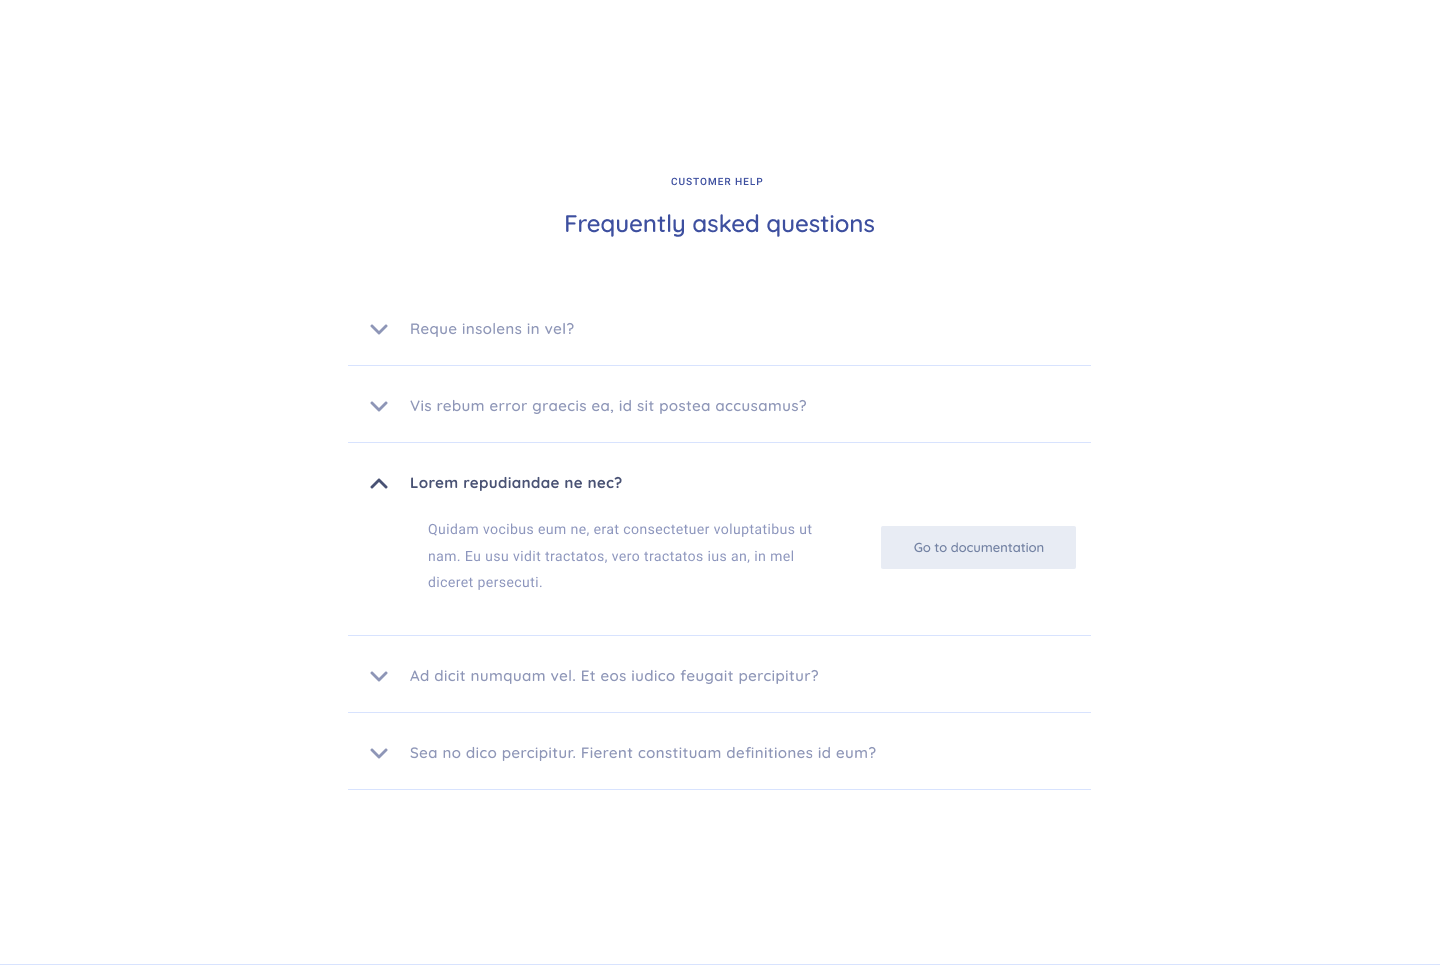 CUSTOMER HELP
Frequently asked questions
Reque insolens in vel?
Vis rebum error graecis ea, id sit postea accusamus?
Lorem repudiandae ne nec?
Quidam vocibus eum ne, erat consectetuer voluptatibus ut
nam. Eu usu vidit tractatos, vero tractatos ius an, in mel
diceret persecuti.
Go to documentation
Ad dicit numquam vel. Et eos iudico feugait percipitur?
Sea no dico percipitur. Fierent constituam definitiones id eum?